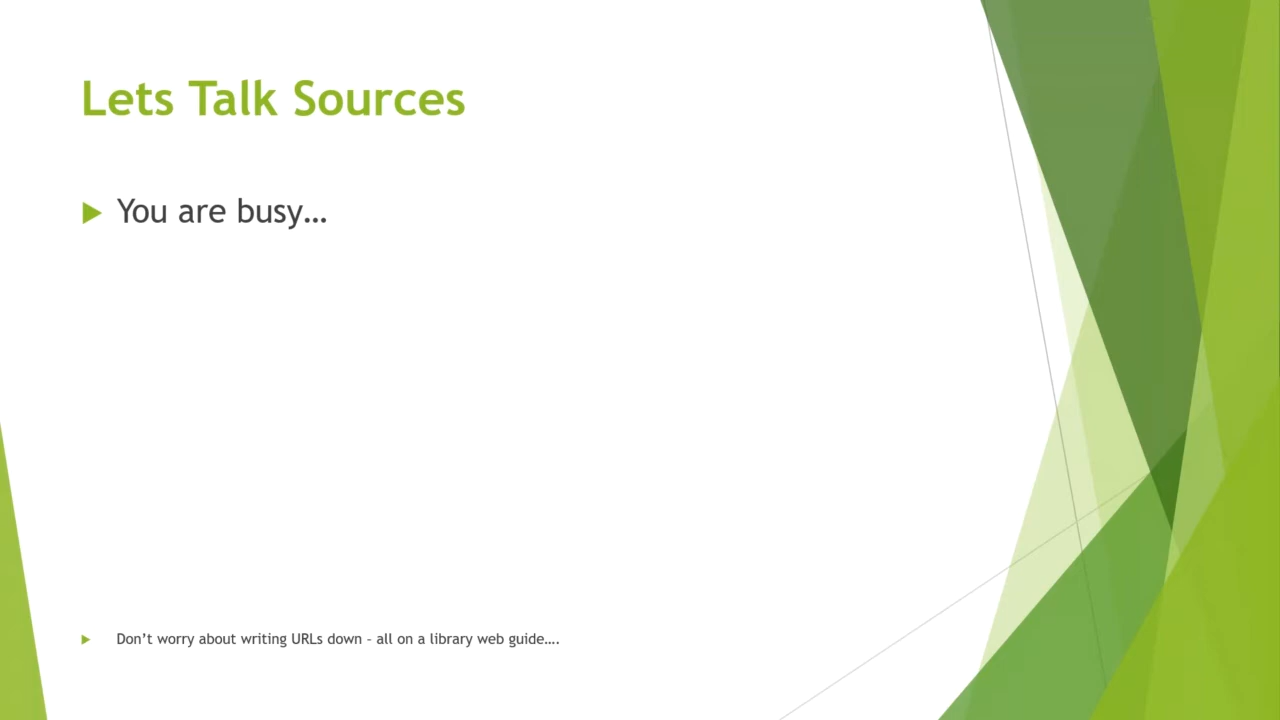 Lets Talk Sources
You are busy…
Don’t worry about writing URLs down – all on a library web guide….